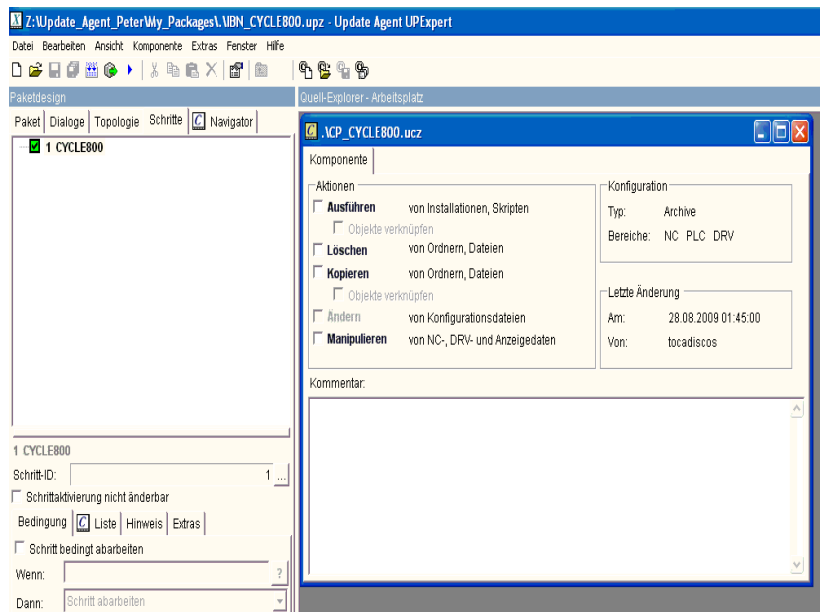 Z:\Update_Agent_Peter\My_Packages\.\IBN_CYCLE800.upz - Update Agent UPExpert
Datei Bearbeiten Ansicht Komponente Extras Fenster Hilfe
Paketdesign
Paket Dialoge Topologie Schritte C Navigator
1 CYCLE800
1 CYCLE800
Schritt-ID: 1 ...
Schrittaktivierung nicht änderbar
Bedingung C Liste Hinweis Extras
Schritt bedingt abarbeiten
Wenn: ?
Dann: Schritt abarbeiten
Quell-Explorer - Arbeitsplatz
C .\CP_CYCLE800.ucz
Komponente
Aktionen
Ausführen von Installationen, Skripten
Objekte verknüpfen
Löschen von Ordnern, Dateien
Kopieren von Ordnern, Dateien
Objekte verknüpfen
Ändern von Konfigurationsdateien
Manipulieren von NC-, DRV- und Anzeigedaten
Konfiguration
Typ: Archive
Bereiche: NC PLC DRV
Letzte Änderung
Am: 28.08.2009 01:45:00
Von: tocadiscos
Kommentar: